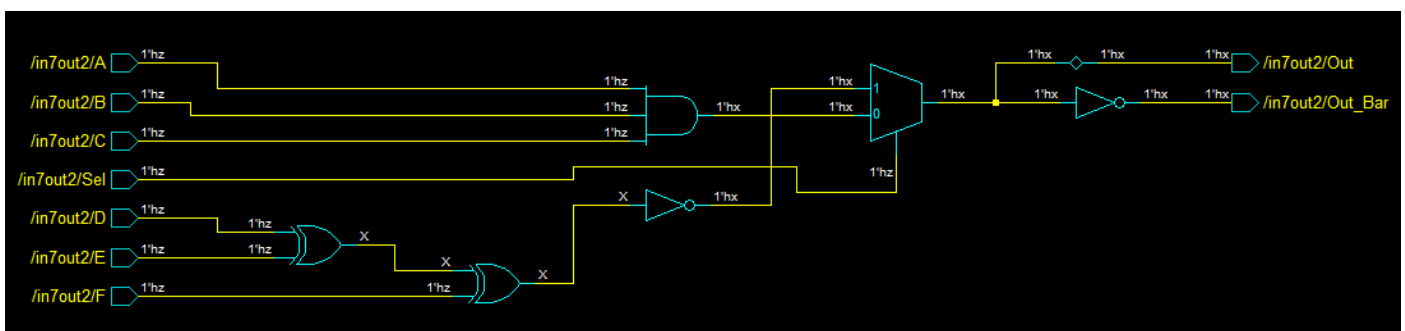 /in7out2/A 1'hz 1'hz 1'hx 1 1'hx 1'hx 1'hx 1'hx /in7out2/Out
/in7out2/B 1'hz 1'hz 1'hx 1'hx 0 1'hx 1'hx 1'hx /in7out2/Out_Bar
/in7out2/C 1'hz 1'hz
/in7out2/Sel 1'hz 1'hz
/in7out2/D 1'hz 1'hz X 1'hx
/in7out2/E 1'hz 1'hz X X X
/in7out2/F 1'hz 1'hz